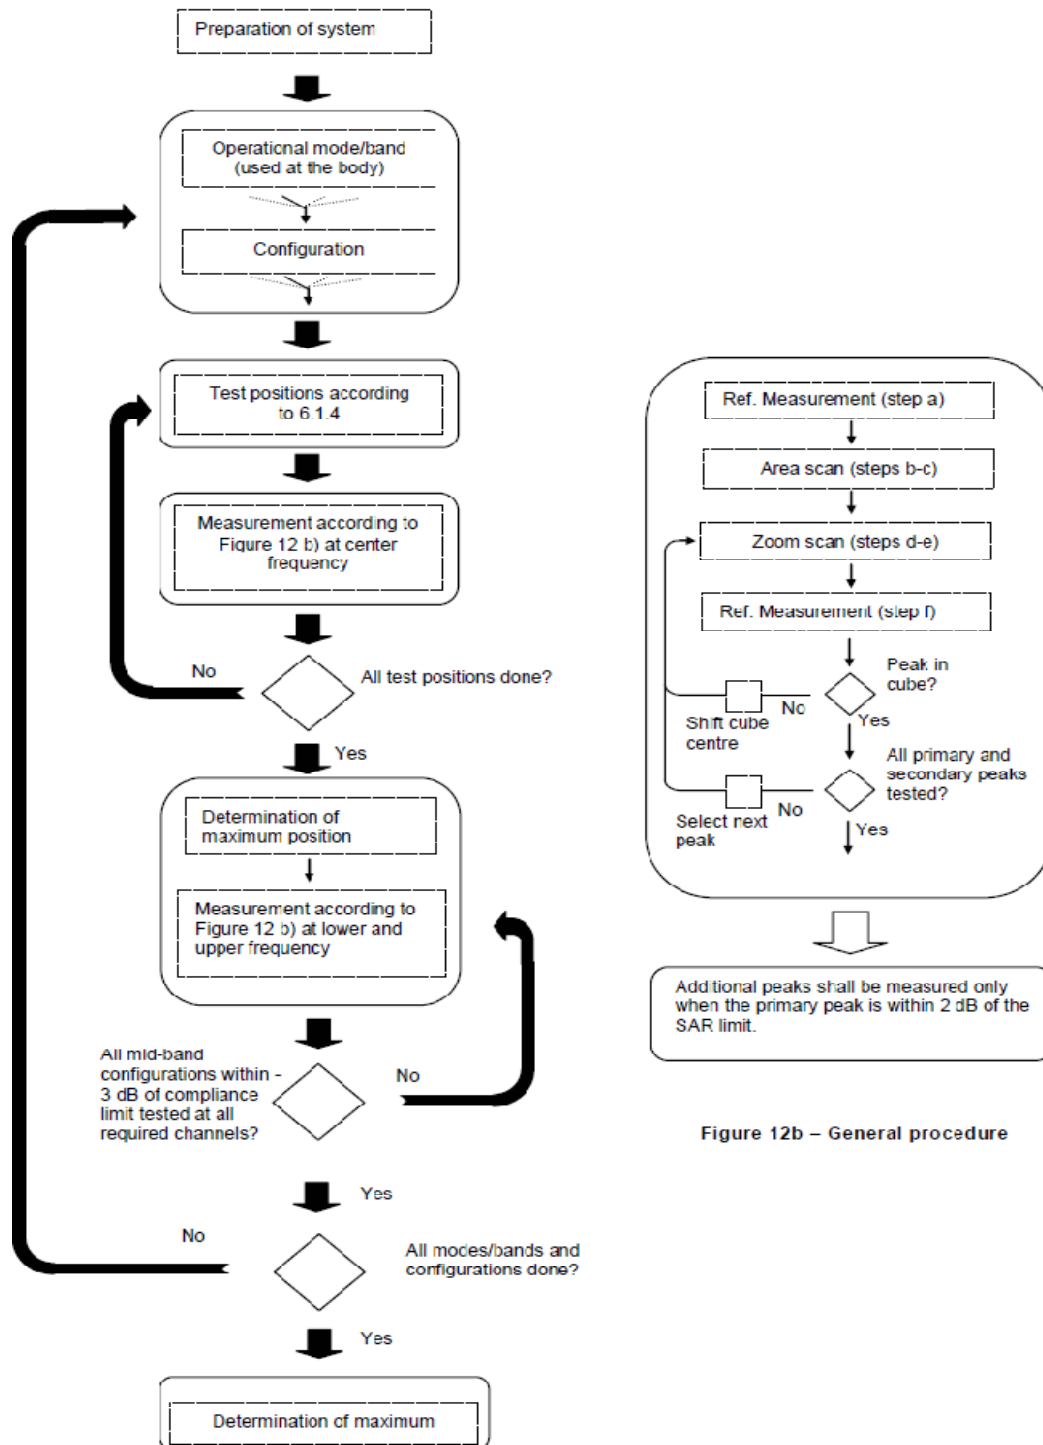 Preparation of system
Operational mode/band
(used at the body)
Configuration
Test positions according
to 6.1.4
Measurement according to
Figure 12 b) at center
frequency
No
All test positions done?
Yes
Determination of
maximum position
Measurement according to
Figure 12 b) at lower and
upper frequency
All mid-band
configurations within -
3 dB of compliance
limit tested at all
required channels?
No
Yes
No
All modes/bands and
configurations done?
Yes
Determination of maximum
Ref. Measurement (step a)
Area scan (steps b-c)
Zoom scan (steps d-e)
Ref. Measurement (step f)
Peak in
cube?
No
Yes
Shift cube
centre
All primary and
secondary peaks
tested?
No
Yes
Select next
peak
Additional peaks shall be measured only
when the primary peak is within 2 dB of the
SAR limit.
Figure 12b – General procedure